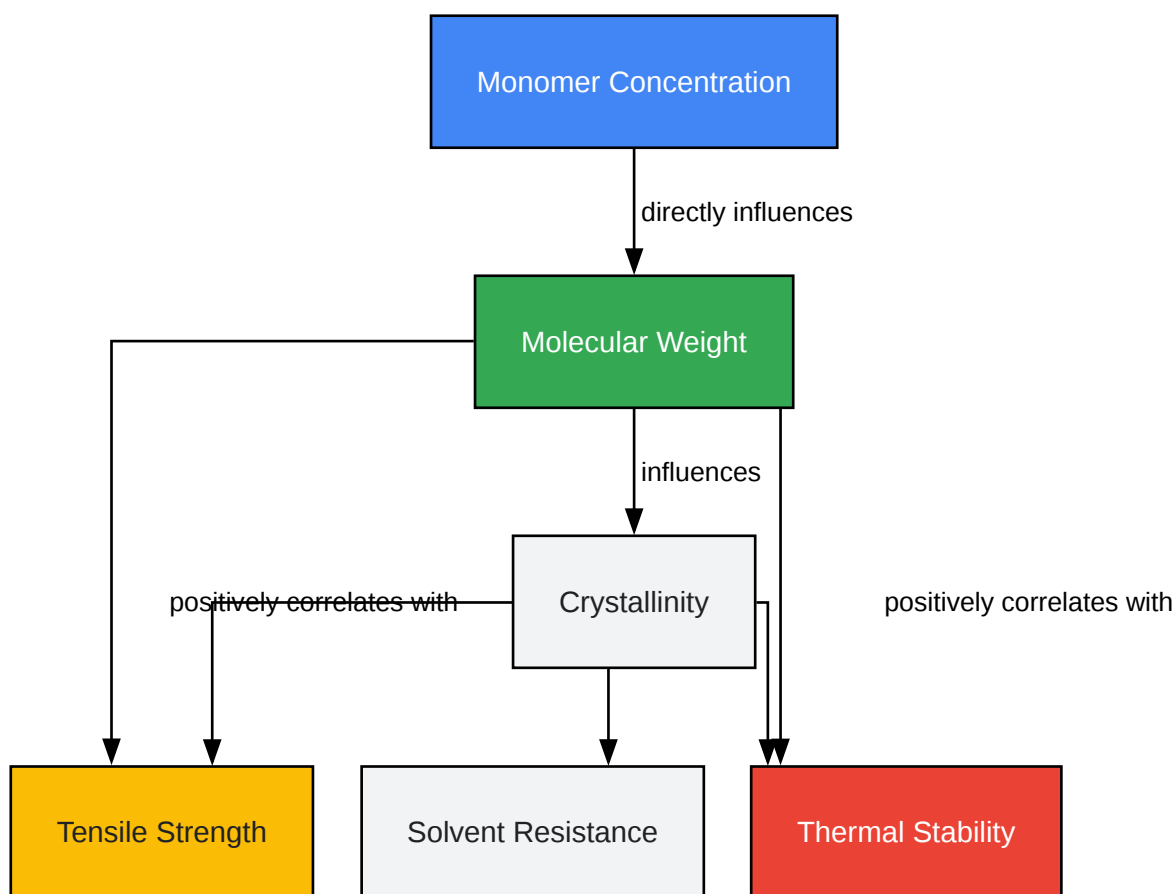 Monomer Concentration
directly influences
Molecular Weight
influences
positively correlates with
Crystallinity
positively correlates with
Tensile Strength
Solvent Resistance
Thermal Stability